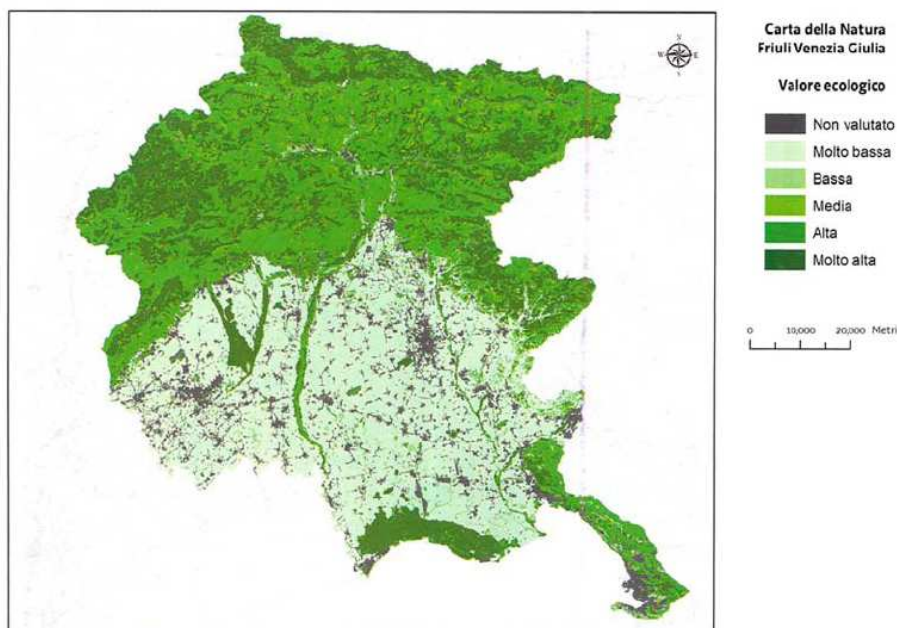 Carta della Natura
Friuli Venezia Giulia
Valore ecologico
Non valutato
Molto bassa
Bassa
Media
Alta
Molto alta
0 10,000 20,000 Metri
N
W E
S